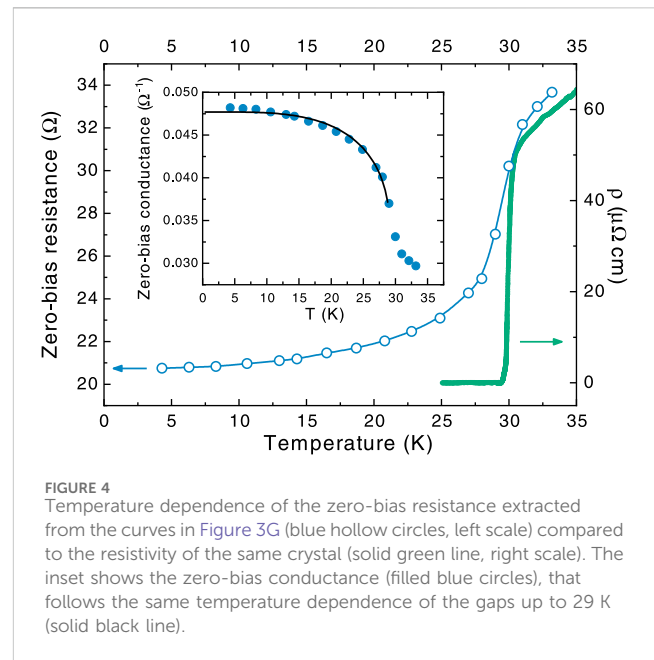 0 5 10 15 20 25 30 35
34
32
30
28
26
24
22
20
Zero-bias resistance (Ω)
0.050
0.045
0.040
0.035
0.030
Zero-bias conductance (Ω⁻¹)
0 5 10 15 20 25 30 35
T (K)
60
40
20
0
ρ (μΩ cm)
0 5 10 15 20 25 30 35
Temperature (K)
FIGURE 4
Temperature dependence of the zero-bias resistance extracted
from the curves in Figure 3G (blue hollow circles, left scale) compared
to the resistivity of the same crystal (solid green line, right scale). The
inset shows the zero-bias conductance (filled blue circles), that
follows the same temperature dependence of the gaps up to 29 K
(solid black line).